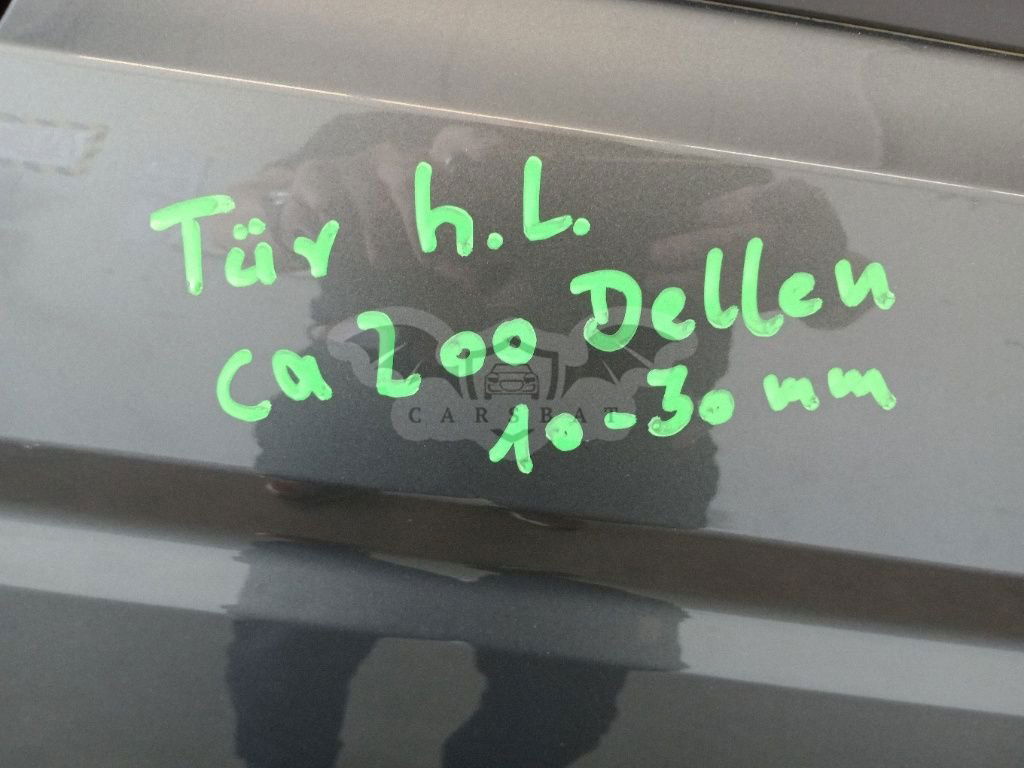 Tür h.L.
ca 200 Dellen
CARSBAT
10-30 mm